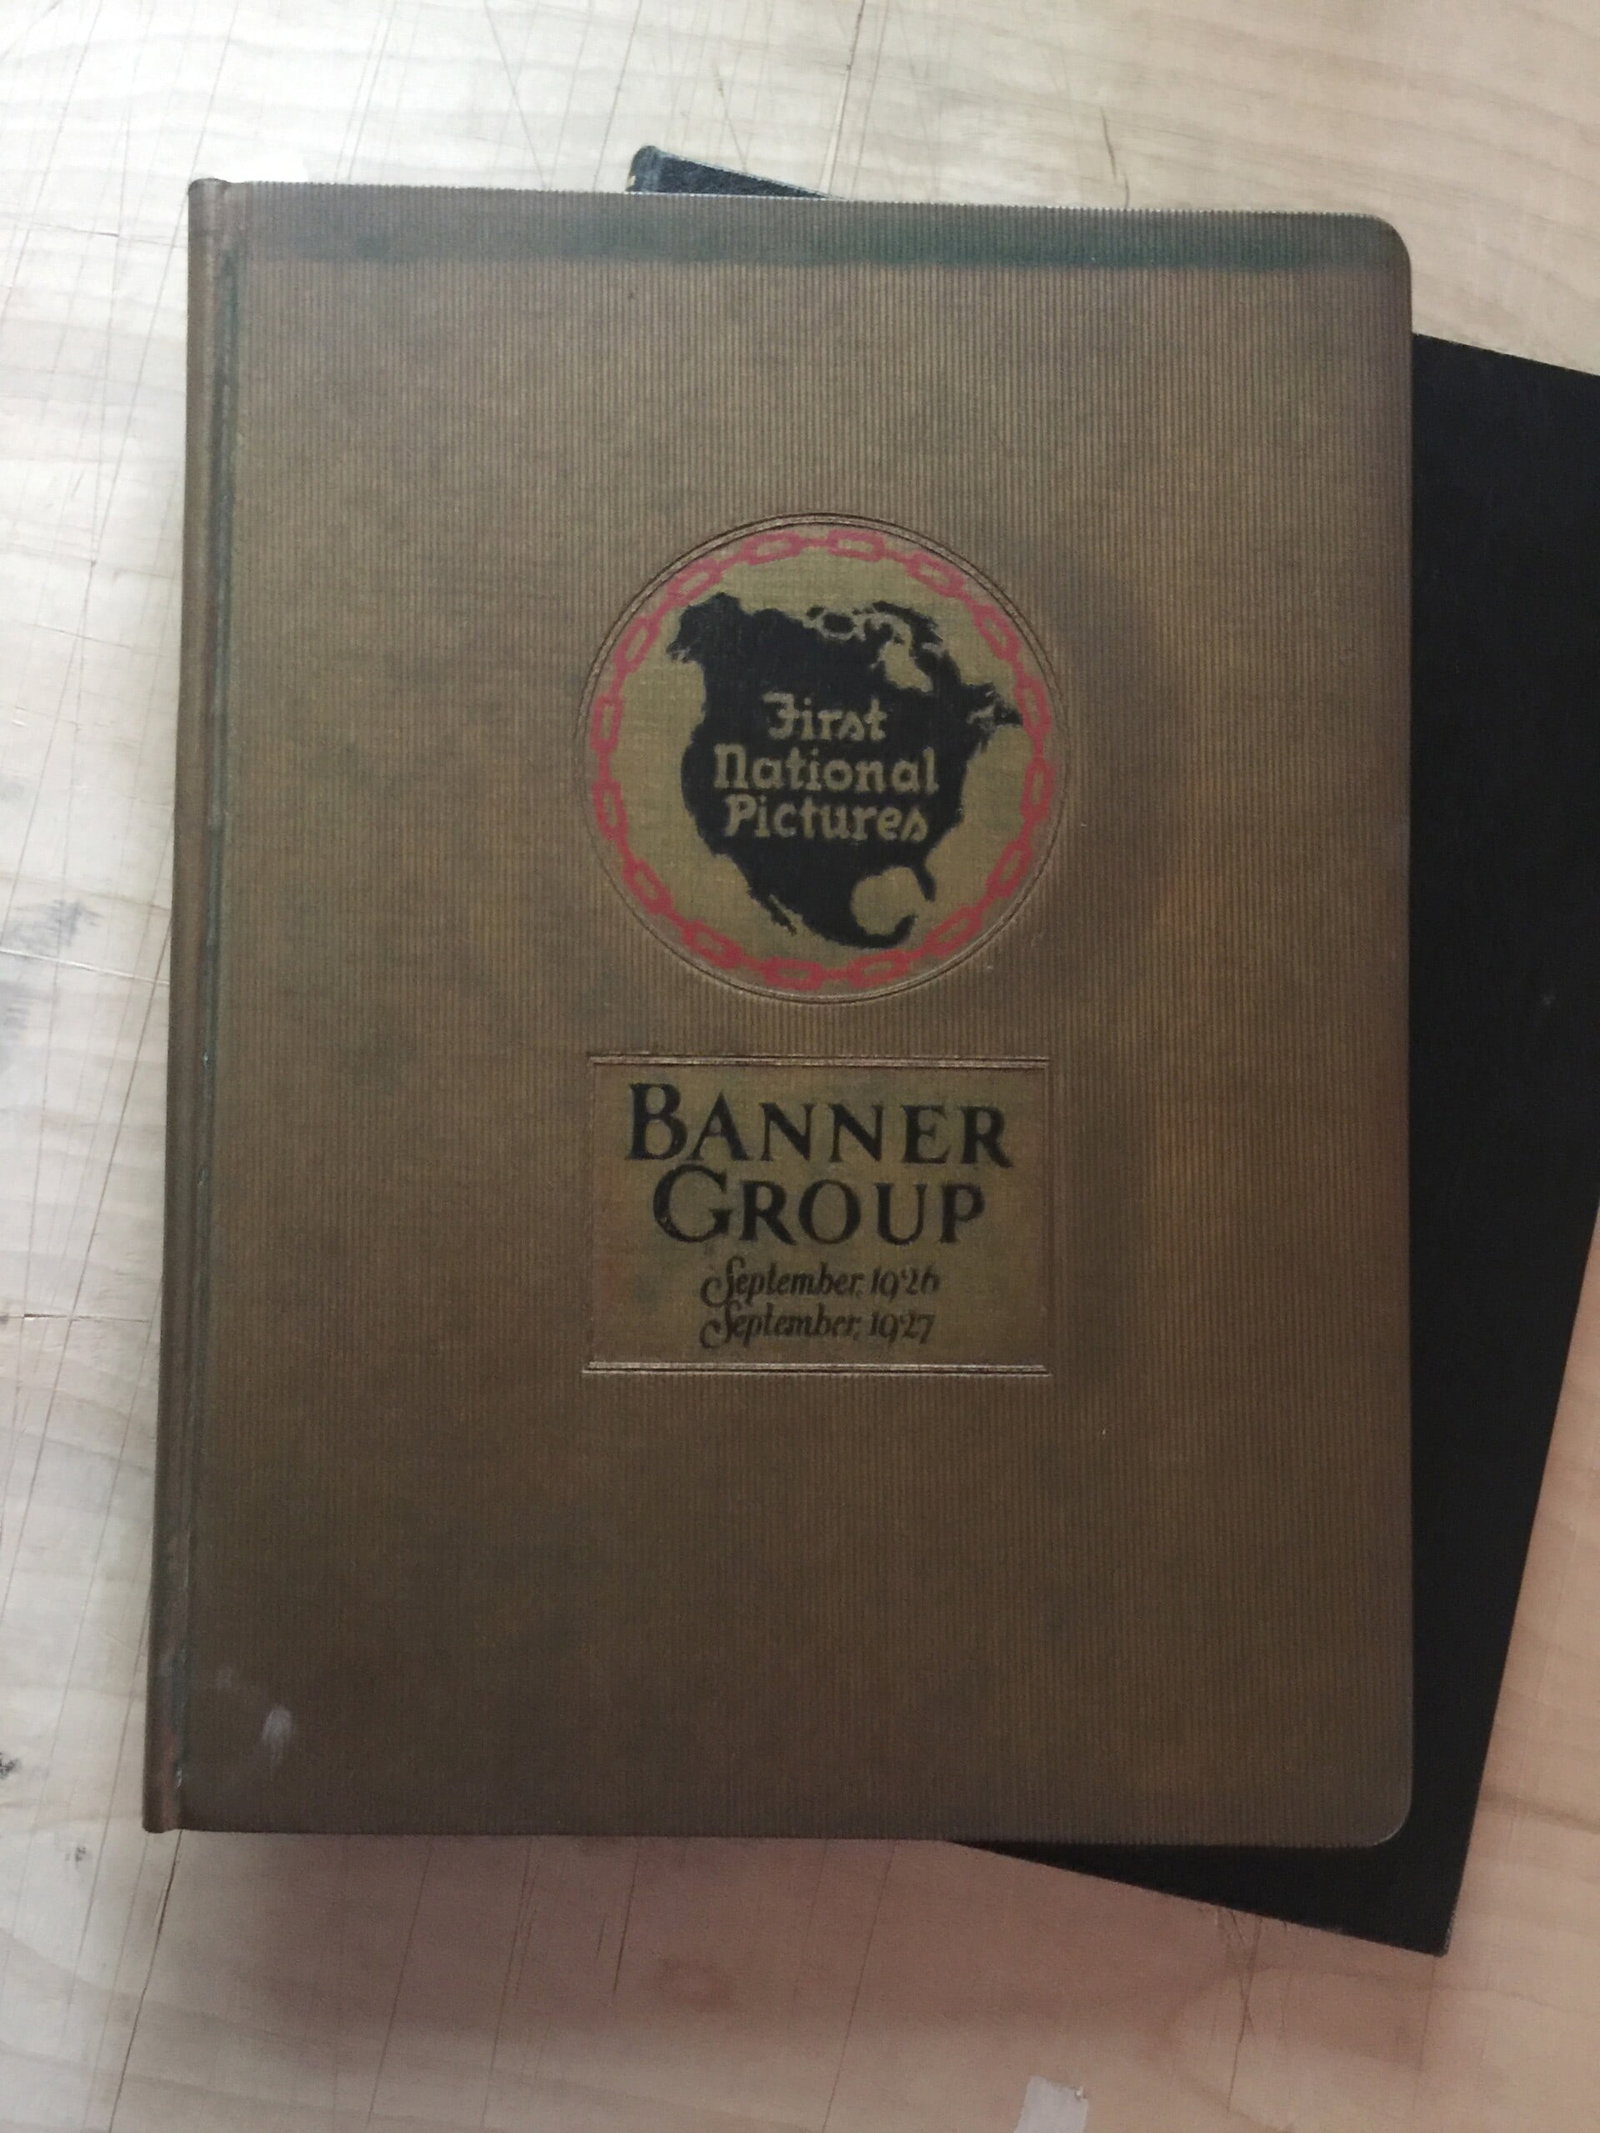 First
National
Pictures
BANNER
GROUP
September, 1926
September, 1927